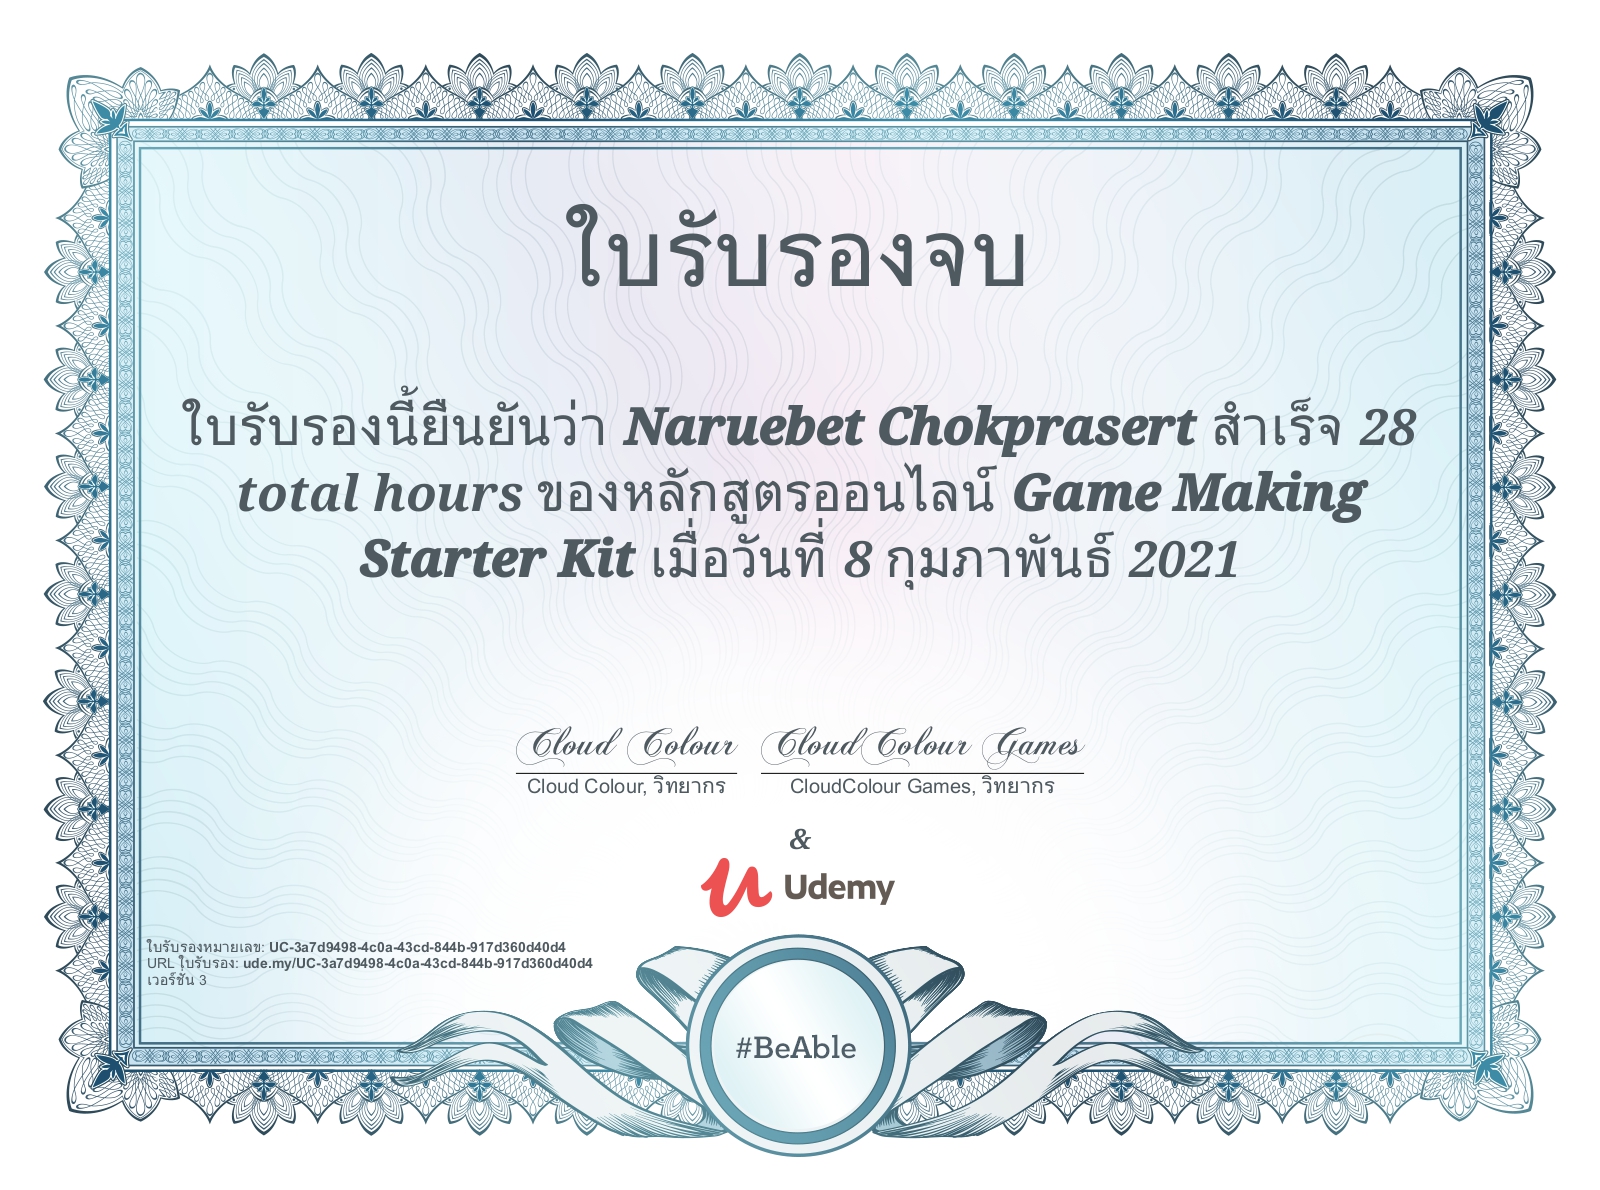 ใบรับรองจบ
ใบรับรองนี้ยืนยันว่า Naruebet Chokprasert สำเร็จ 28
total hours ของหลักสูตรออนไลน์ Game Making
Starter Kit เมื่อวันที่ 8 กุมภาพันธ์ 2021
Cloud Colour CloudColour Games
Cloud Colour, วิทยากร CloudColour Games, วิทยากร
&
Udemy
ใบรับรองหมายเลข: UC-3a7d9498-4c0a-43cd-844b-917d360d40d4
URL ใบรับรอง: ude.my/UC-3a7d9498-4c0a-43cd-844b-917d360d40d4
เวอร์ชั่น 3
#BeAble